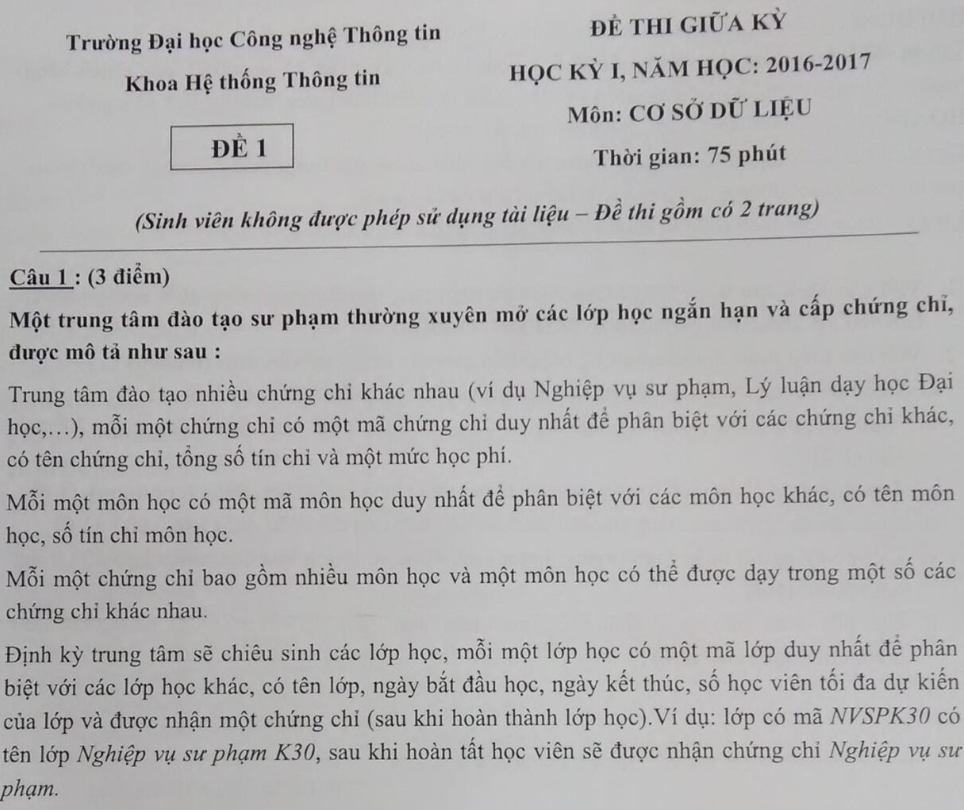 Trường Đại học Công nghệ Thông tin
Khoa Hệ thống Thông tin
ĐỀ 1
ĐỀ THI GIỮA KỲ
HỌC KỲ I, NĂM HỌC: 2016-2017
Môn: CƠ SỞ DỮ LIỆU
Thời gian: 75 phút
(Sinh viên không được phép sử dụng tài liệu – Đề thi gồm có 2 trang)
Câu 1 : (3 điểm)
Một trung tâm đào tạo sư phạm thường xuyên mở các lớp học ngắn hạn và cấp chứng chỉ,
được mô tả như sau :
Trung tâm đào tạo nhiều chứng chỉ khác nhau (ví dụ Nghiệp vụ sư phạm, Lý luận dạy học Đại
học,…), mỗi một chứng chỉ có một mã chứng chỉ duy nhất để phân biệt với các chứng chỉ khác,
có tên chứng chỉ, tổng số tín chỉ và một mức học phí.
Mỗi một môn học có một mã môn học duy nhất để phân biệt với các môn học khác, có tên môn
học, số tín chỉ môn học.
Mỗi một chứng chỉ bao gồm nhiều môn học và một môn học có thể được dạy trong một số các
chứng chỉ khác nhau.
Định kỳ trung tâm sẽ chiêu sinh các lớp học, mỗi một lớp học có một mã lớp duy nhất để phân
biệt với các lớp học khác, có tên lớp, ngày bắt đầu học, ngày kết thúc, số học viên tối đa dự kiến
của lớp và được nhận một chứng chỉ (sau khi hoàn thành lớp học).Ví dụ: lớp có mã NVSPK30 có
tên lớp Nghiệp vụ sư phạm K30, sau khi hoàn tất học viên sẽ được nhận chứng chỉ Nghiệp vụ sư
phạm.